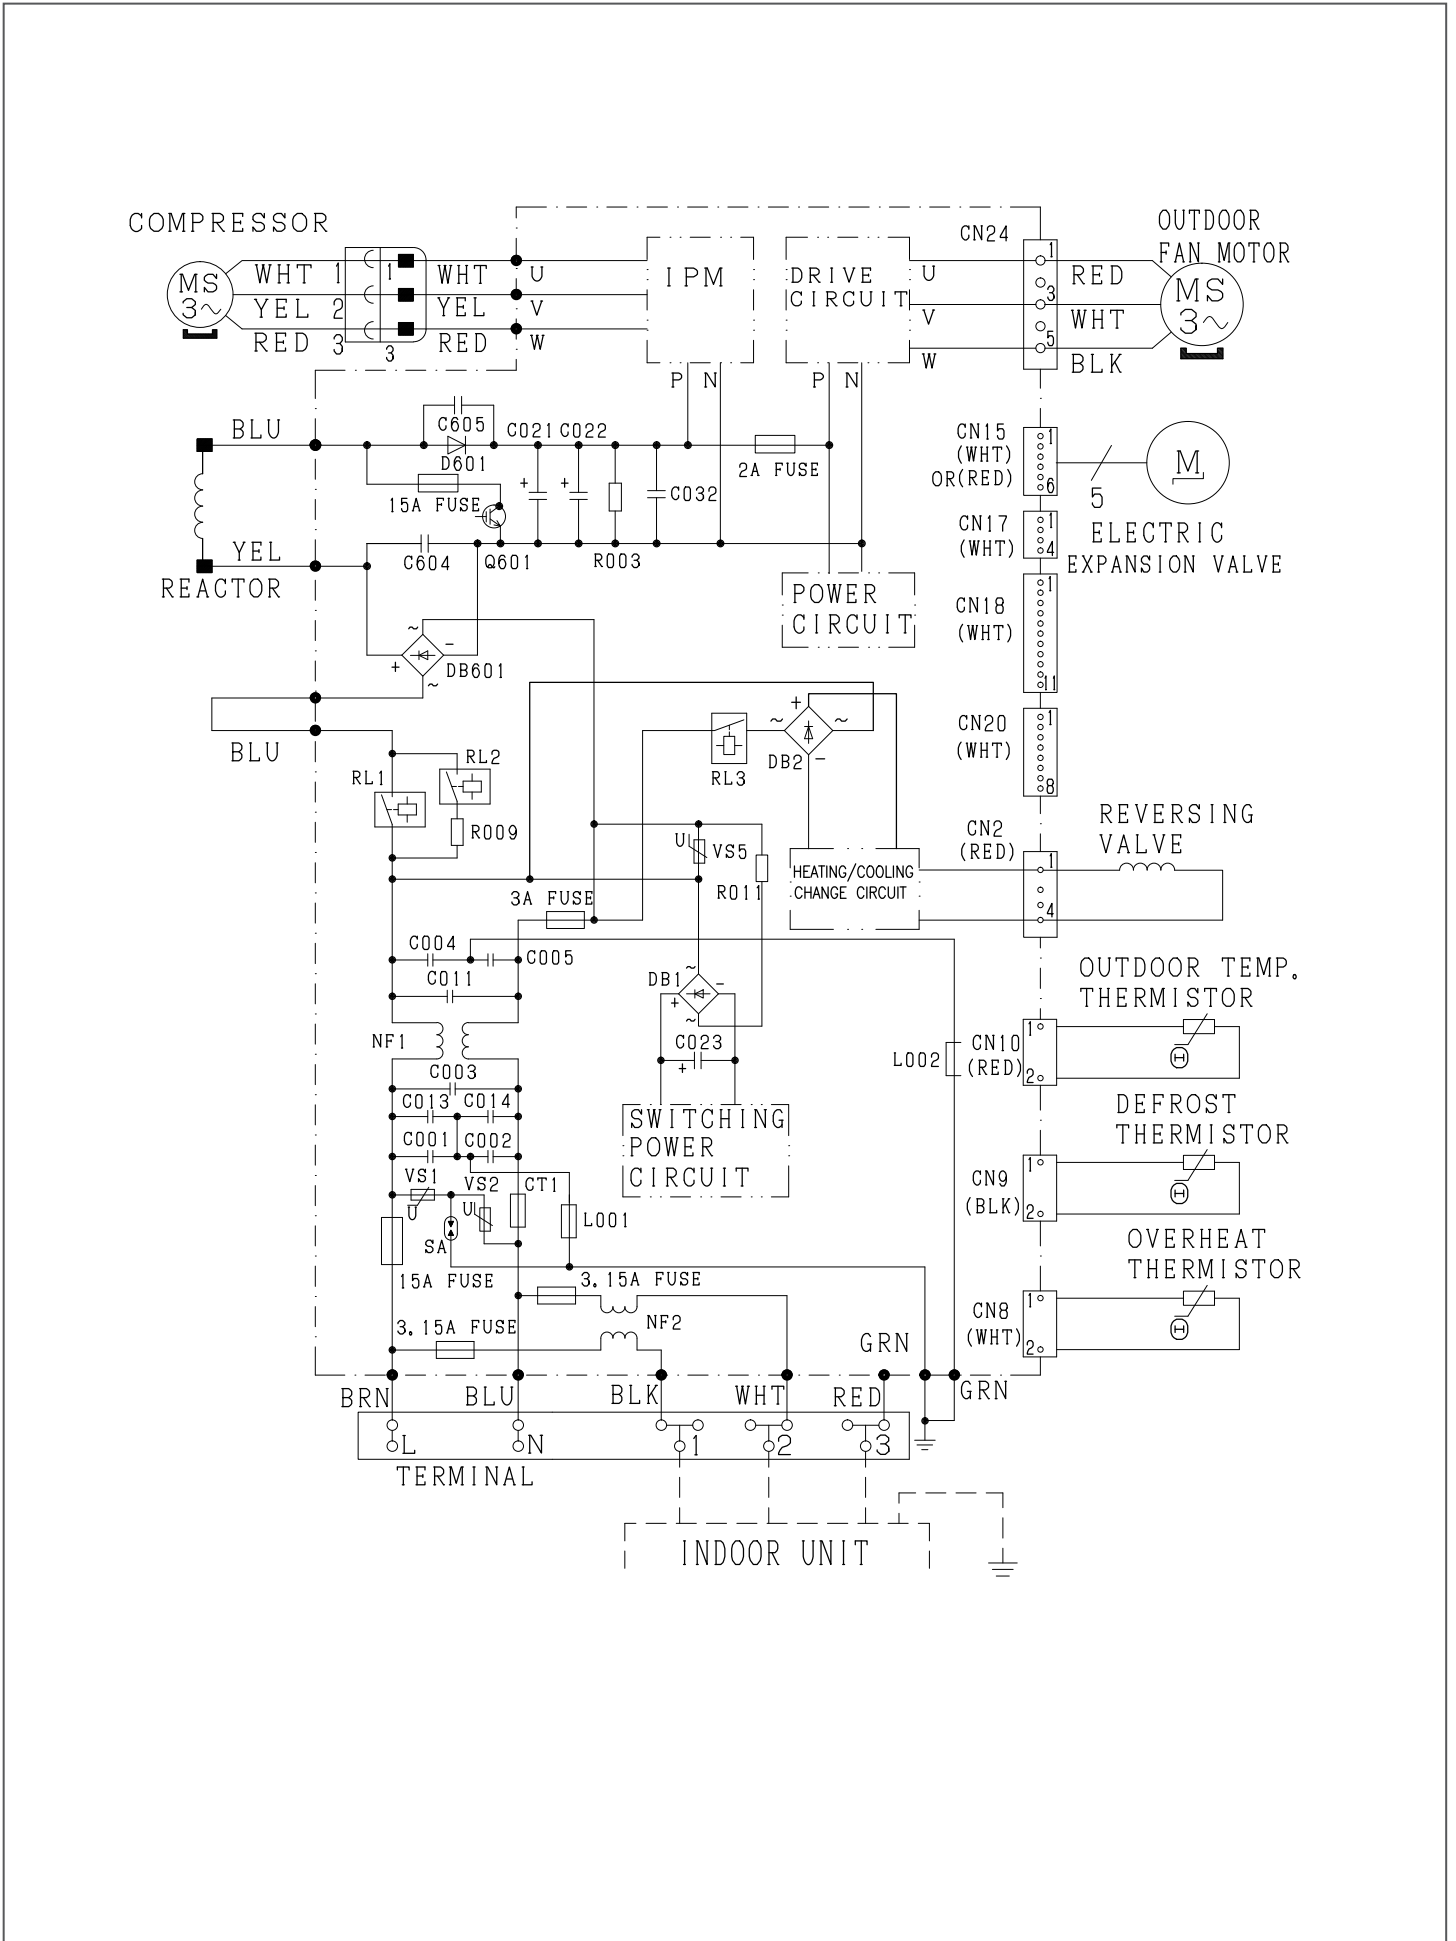 COMPRESSOR
MS
3~
WHT 1
YEL 2
RED 3
1
3
WHT
YEL
RED
U
V
W
IPM
P N
DRIVE
CIRCUIT
P N
U
V
W
CN24
1
3
5
RED
WHT
BLK
OUTDOOR
FAN MOTOR
MS
3~
BLU
YEL
REACTOR
C605
D601
15A FUSE
C604
Q601
C021
C022
+
+
R003
C032
2A FUSE
POWER
CIRCUIT
CN15
(WHT)
OR(RED)
1
6
5
M
ELECTRIC
EXPANSION VALVE
CN17
(WHT)
1
4
CN18
(WHT)
1
11
CN20
(WHT)
1
8
~
-
+
~
DB601
BLU
RL1
RL2
R009
RL3
+
~
~
-
DB2
U
VS5
R011
3A FUSE
HEATING/COOLING
CHANGE CIRCUIT
CN2
(RED)
1
4
REVERSING
VALVE
C004
C005
C011
NF1
DB1
~
-
+
~
C023
+
SWITCHING
POWER
CIRCUIT
L002
CN10
(RED)
1
2
OUTDOOR TEMP.
THERMISTOR
Θ
C003
C013
C014
C001
C002
VS1
U
VS2
U
SA
CT1
L001
15A FUSE
CN9
(BLK)
1
2
DEFROST
THERMISTOR
Θ
3.15A FUSE
3.15A FUSE
NF2
CN8
(WHT)
1
2
OVERHEAT
THERMISTOR
Θ
GRN
GRN
BRN
BLU
BLK
WHT
RED
L
N
1
2
3
TERMINAL
INDOOR UNIT